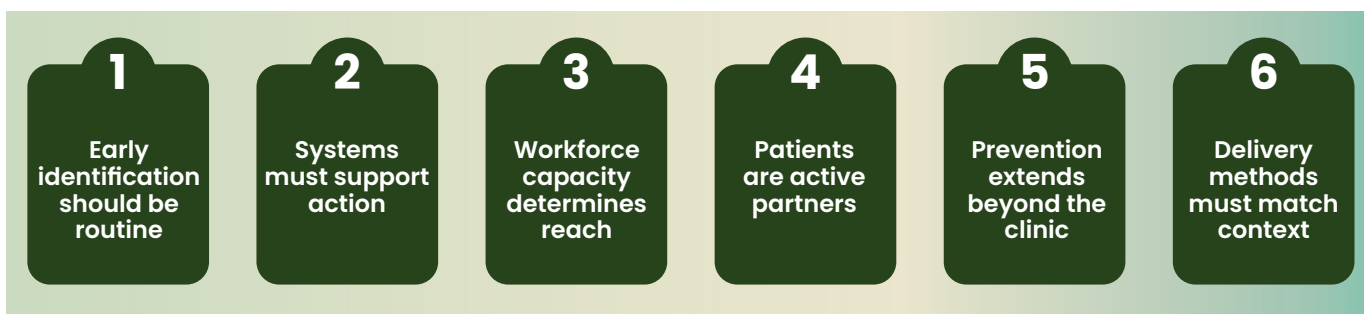 1
Early
identification
should be
routine
2
Systems
must support
action
3
Workforce
capacity
determines
reach
4
Patients
are active
partners
5
Prevention
extends
beyond the
clinic
6
Delivery
methods
must match
context